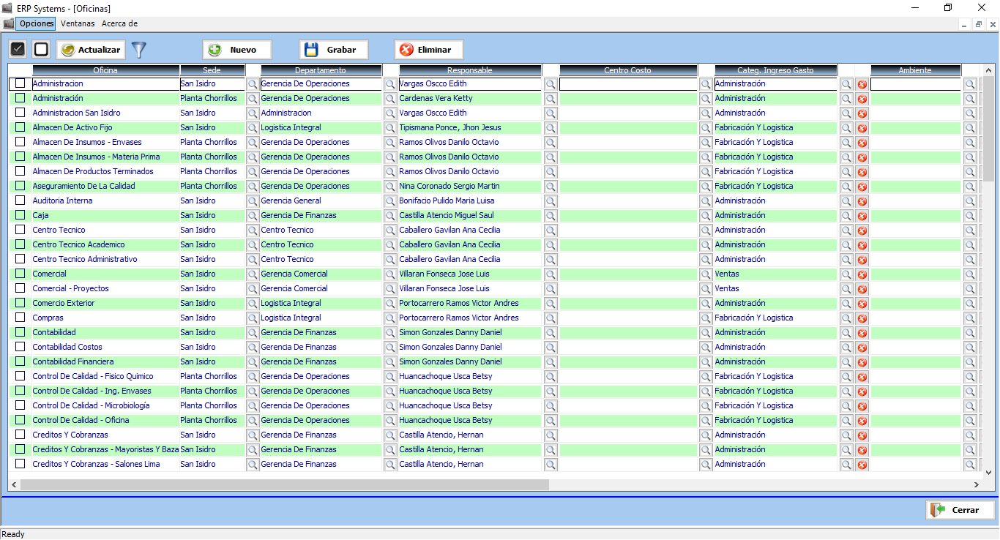 ERP Systems - [Oficinas]
Opciones Ventanas Acerca de
Actualizar Nuevo Grabar Eliminar
Oficina Sede Departamento Responsable Centro Costo Categ. Ingreso Gasto Ambiente
Administracion San Isidro Gerencia De Operaciones Vargas Oscco Edith Administración
Administración Planta Chorrillos Gerencia De Operaciones Cardenas Vera Ketty Administración
Administracion San Isidro San Isidro Administracion Vargas Oscco Edith Administración
Almacen De Activo Fijo San Isidro Logistica Integral Tipismana Ponce, Jhon Jesus Fabricación Y Logistica
Almacen De Insumos - Envases Planta Chorrillos Gerencia De Operaciones Ramos Olivos Danilo Octavio Fabricación Y Logistica
Almacen De Insumos - Materia Prima Planta Chorrillos Gerencia De Operaciones Ramos Olivos Danilo Octavio Fabricación Y Logistica
Almacen De Productos Terminados Planta Chorrillos Gerencia De Operaciones Ramos Olivos Danilo Octavio Fabricación Y Logistica
Aseguramiento De La Calidad Planta Chorrillos Gerencia De Operaciones Nina Coronado Sergio Martin Fabricación Y Logistica
Auditoria Interna San Isidro Gerencia General Bonifacio Pulido Maria Luisa Administración
Caja San Isidro Gerencia De Finanzas Castilla Atencio Miguel Saul Administración
Centro Tecnico San Isidro Centro Tecnico Caballero Gavilan Ana Cecilia Administración
Centro Tecnico Academico San Isidro Centro Tecnico Caballero Gavilan Ana Cecilia Administración
Centro Tecnico Administrativo San Isidro Centro Tecnico Caballero Gavilan Ana Cecilia Administración
Comercial San Isidro Gerencia Comercial Villaran Fonseca Jose Luis Ventas
Comercial - Proyectos San Isidro Gerencia Comercial Villaran Fonseca Jose Luis Ventas
Comercio Exterior San Isidro Logistica Integral Portocarrero Ramos Victor Andres Administración
Compras San Isidro Logistica Integral Portocarrero Ramos Victor Andres Fabricación Y Logistica
Contabilidad San Isidro Gerencia De Finanzas Simon Gonzales Danny Daniel Administración
Contabilidad Costos San Isidro Gerencia De Finanzas Simon Gonzales Danny Daniel Administración
Contabilidad Financiera San Isidro Gerencia De Finanzas Simon Gonzales Danny Daniel Administración
Control De Calidad - Fisico Quimico Planta Chorrillos Gerencia De Operaciones Huancachoque Usca Betsy Fabricación Y Logistica
Control De Calidad - Ing. Envases Planta Chorrillos Gerencia De Operaciones Huancachoque Usca Betsy Fabricación Y Logistica
Control De Calidad - Microbiología Planta Chorrillos Gerencia De Operaciones Huancachoque Usca Betsy Fabricación Y Logistica
Control De Calidad - Oficina Planta Chorrillos Gerencia De Operaciones Huancachoque Usca Betsy Fabricación Y Logistica
Creditos Y Cobranzas San Isidro Gerencia De Finanzas Castilla Atencio, Hernan Administración
Creditos Y Cobranzas - Mayoristas Y Baza San Isidro Gerencia De Finanzas Castilla Atencio, Hernan Administración
Creditos Y Cobranzas - Salones Lima San Isidro Gerencia De Finanzas Castilla Atencio, Hernan Administración
Cerrar
Ready